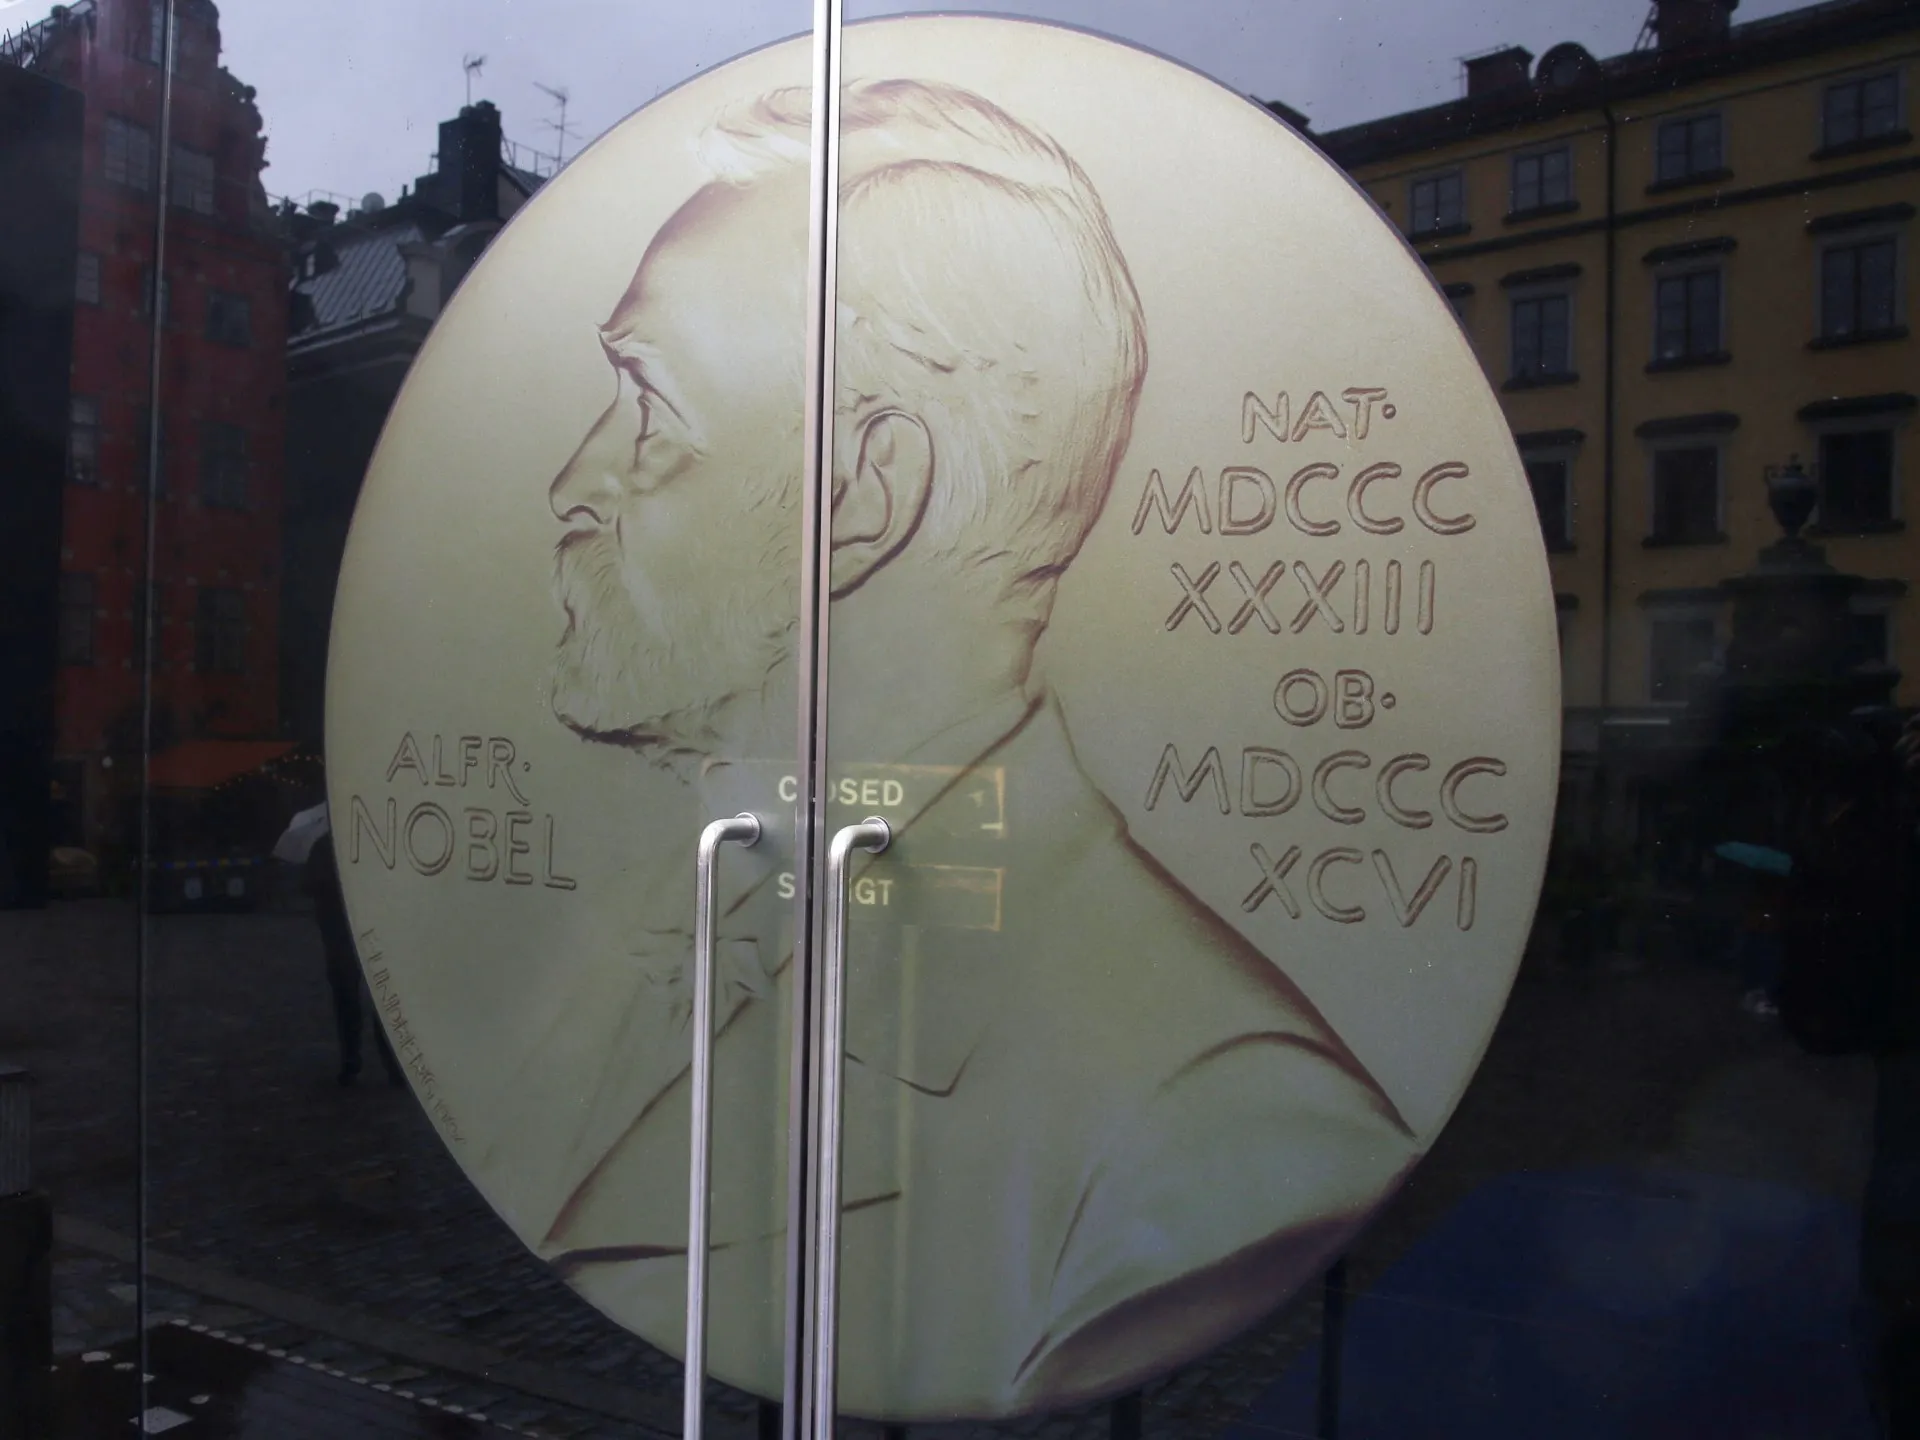 ALFR·
NOBEL
NAT·
MDCCC
XXXIII
OB·
MDCCC
XCVI